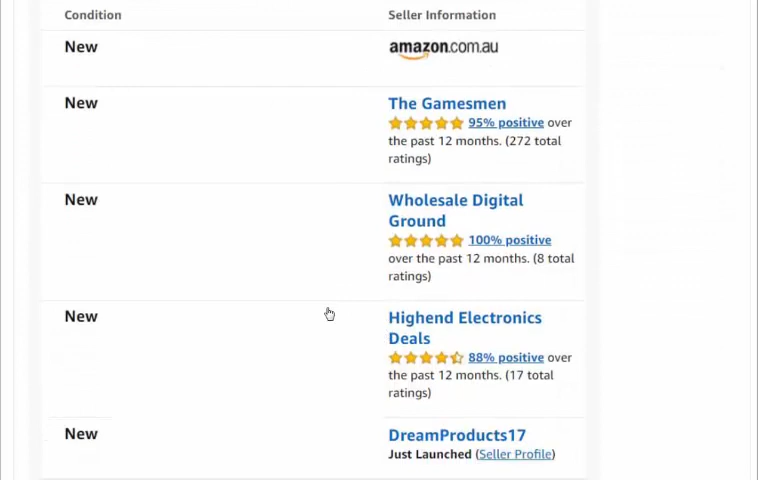 Condition Seller Information
New amazon.com.au
New The Gamesmen
95% positive over
the past 12 months. (272 total
ratings)
New Wholesale Digital
Ground
100% positive
over the past 12 months. (8 total
ratings)
New Highend Electronics
Deals
88% positive over
the past 12 months. (17 total
ratings)
New DreamProducts17
Just Launched (Seller Profile)